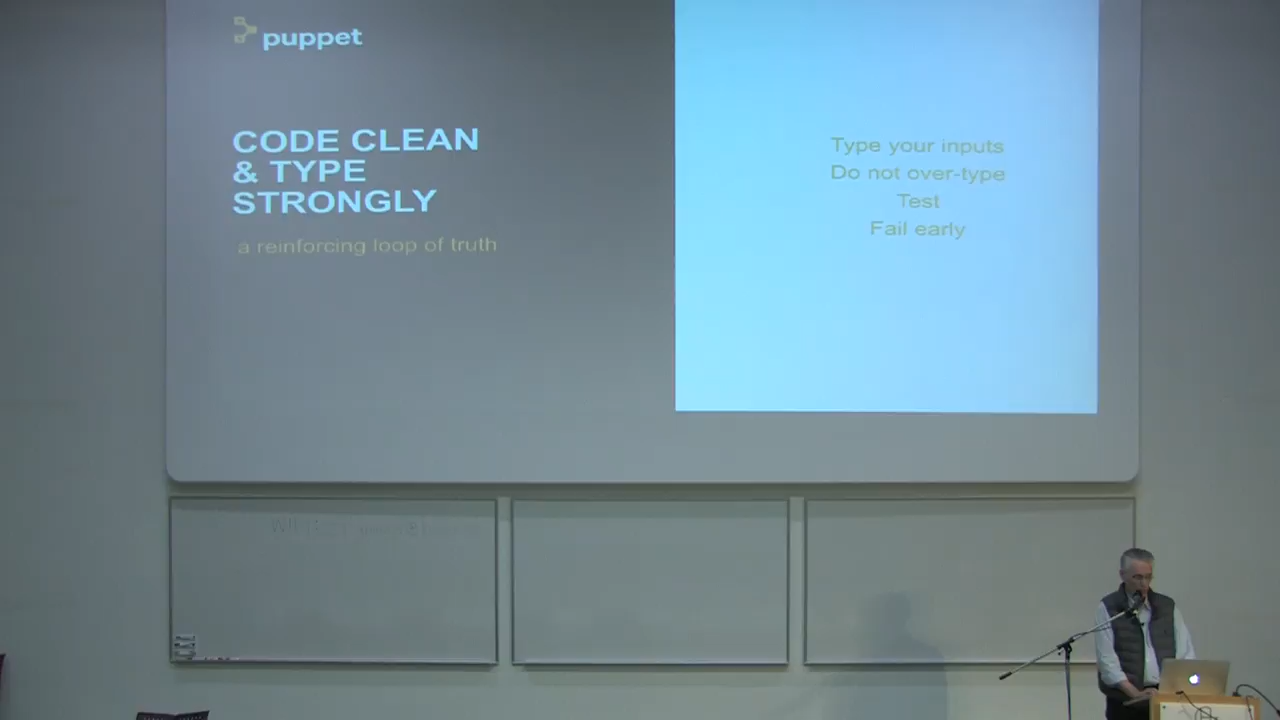 puppet
CODE CLEAN
& TYPE
STRONGLY
a reinforcing loop of truth
Type your inputs
Do not over-type
Test
Fail early